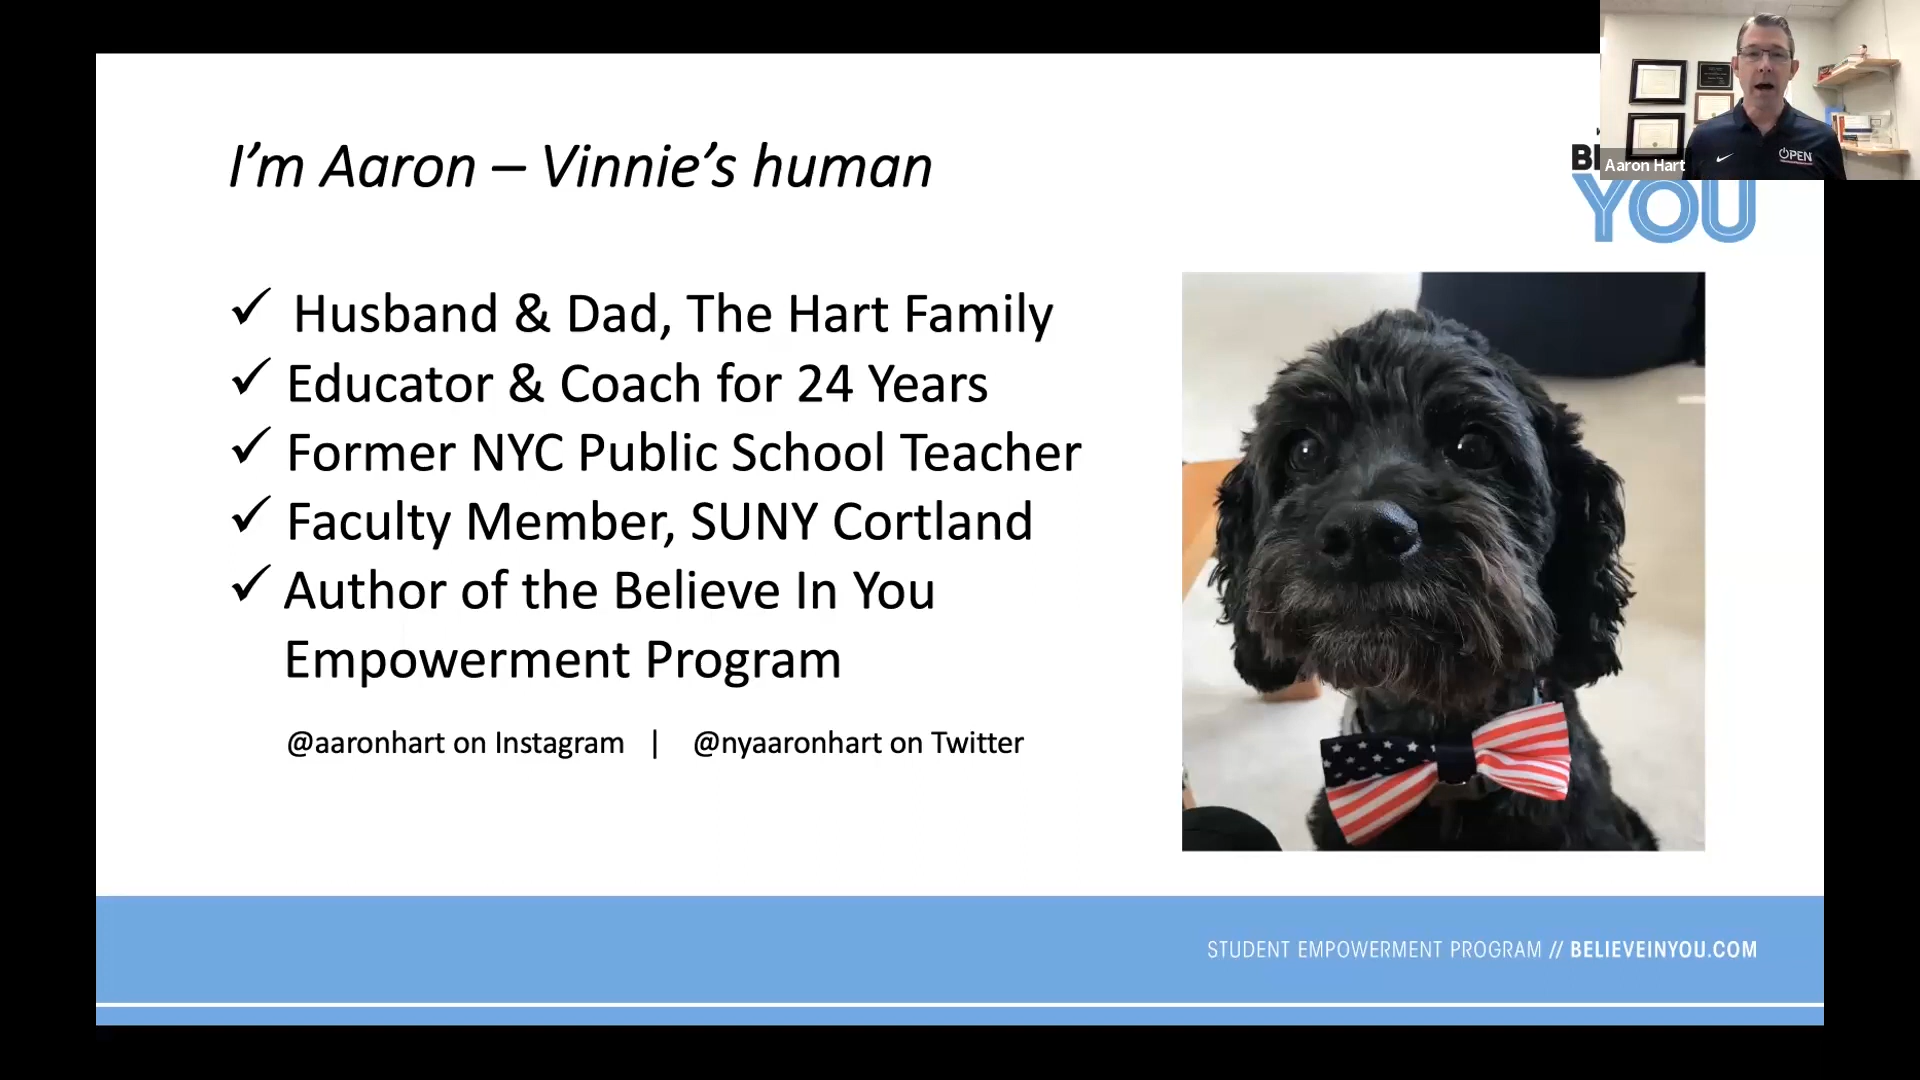 I'm Aaron – Vinnie's human
✓ Husband & Dad, The Hart Family
✓ Educator & Coach for 24 Years
✓ Former NYC Public School Teacher
✓ Faculty Member, SUNY Cortland
✓ Author of the Believe In You
Empowerment Program
@aaronhart on Instagram | @nyaaronhart on Twitter
OPEN
Aaron Hart
YOU
STUDENT EMPOWERMENT PROGRAM // BELIEVEINYOU.COM